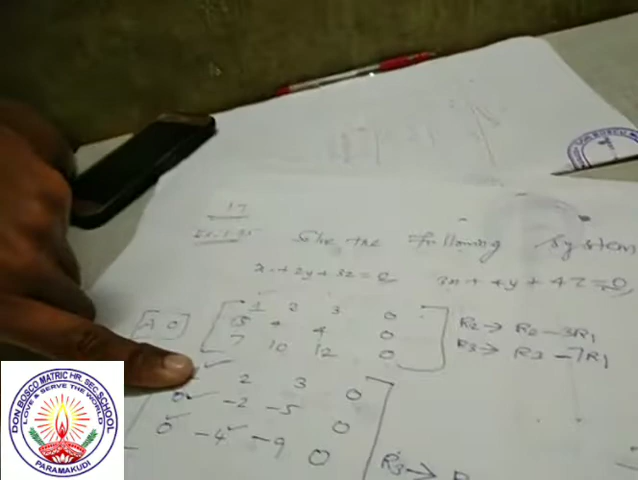 Solve the following system
x+2y+3z=0 3x+4y+4z=0,
[A 0] 1 2 3 0 R2→ R2-3R1
3 4 4 0 R3→ R3-7R1
7 10 12 0
2 3 0
0 -2 -5 0
0 -4 -9 0 R3→
DON BOSCO MATRIC HR SEC SCHOOL
LOVE & SERVE THE WORLD
PARAMAKUDI